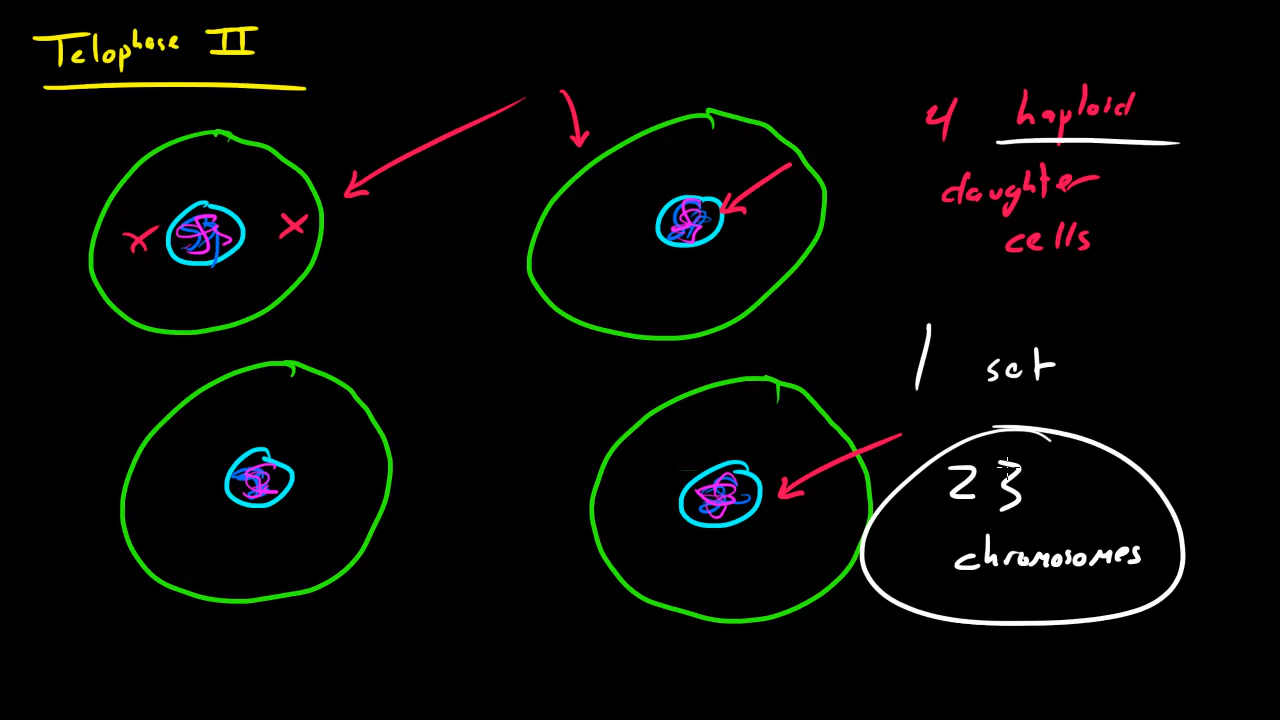 Telophase II
4 haploid
daughter
cells
1 set
23
chromosomes